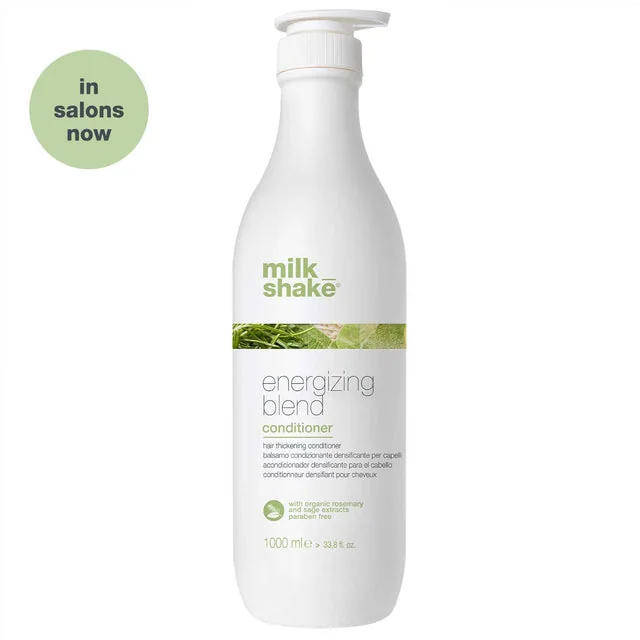 in
salons
now
milk
shake®
energizing
blend
conditioner
hair thickening conditioner
balsamo condizionante densificante per capelli
acondicionador densificante para el cabello
conditionneur densifiant pour cheveux
with organic rosemary
and sage extracts
paraben free
1000 ml℮ > 33,8 fl. oz.